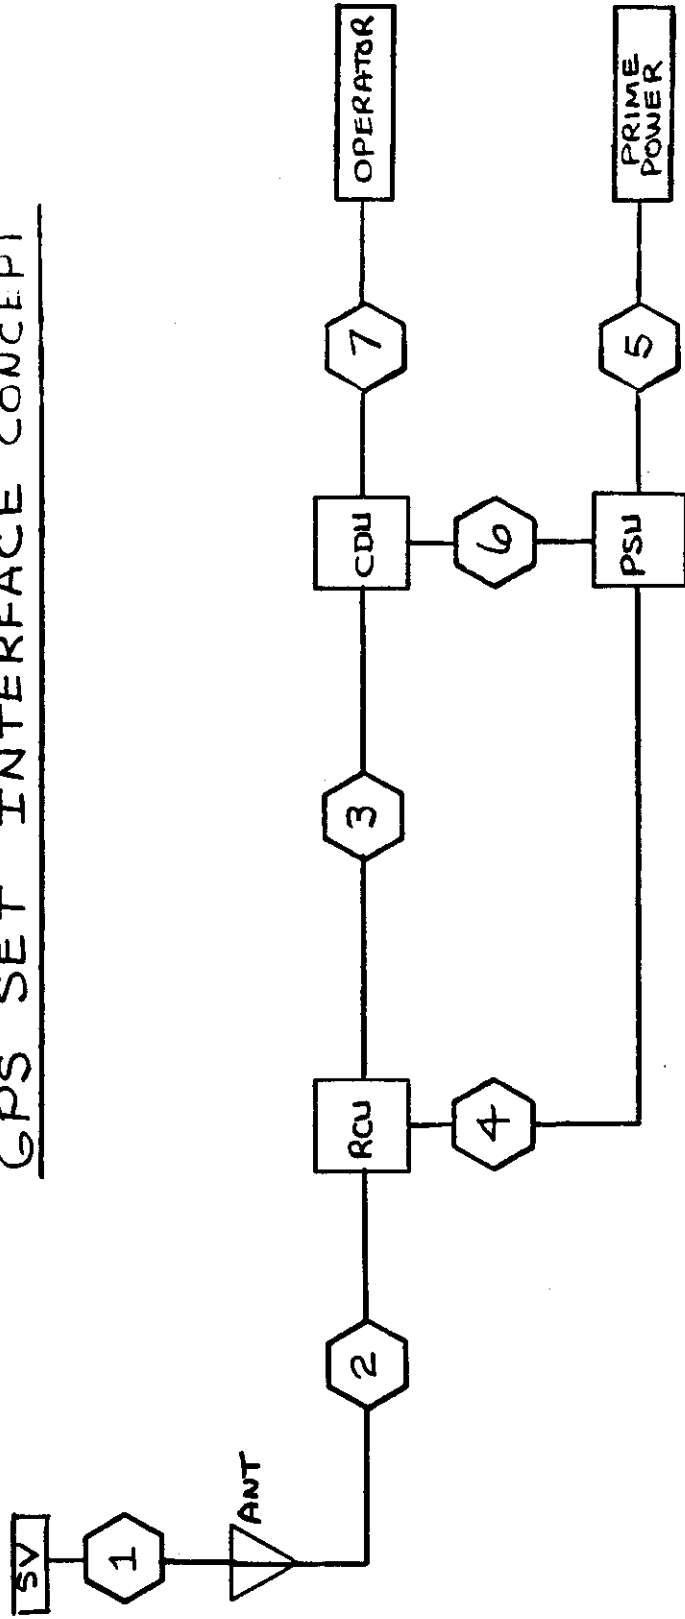 GPS SET INTERFACE CONCEPT
SV
1
ANT
2
RCU
3
CDU
7
OPERATOR
4
6
PSU
5
PRIME
POWER